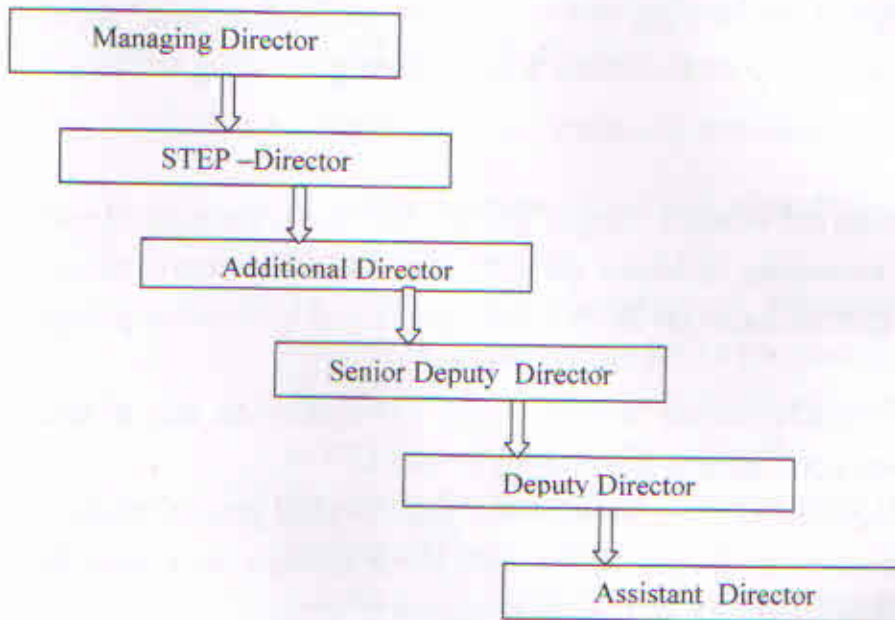 Managing Director
STEP –Director
Additional Director
Senior Deputy Director
Deputy Director
Assistant Director